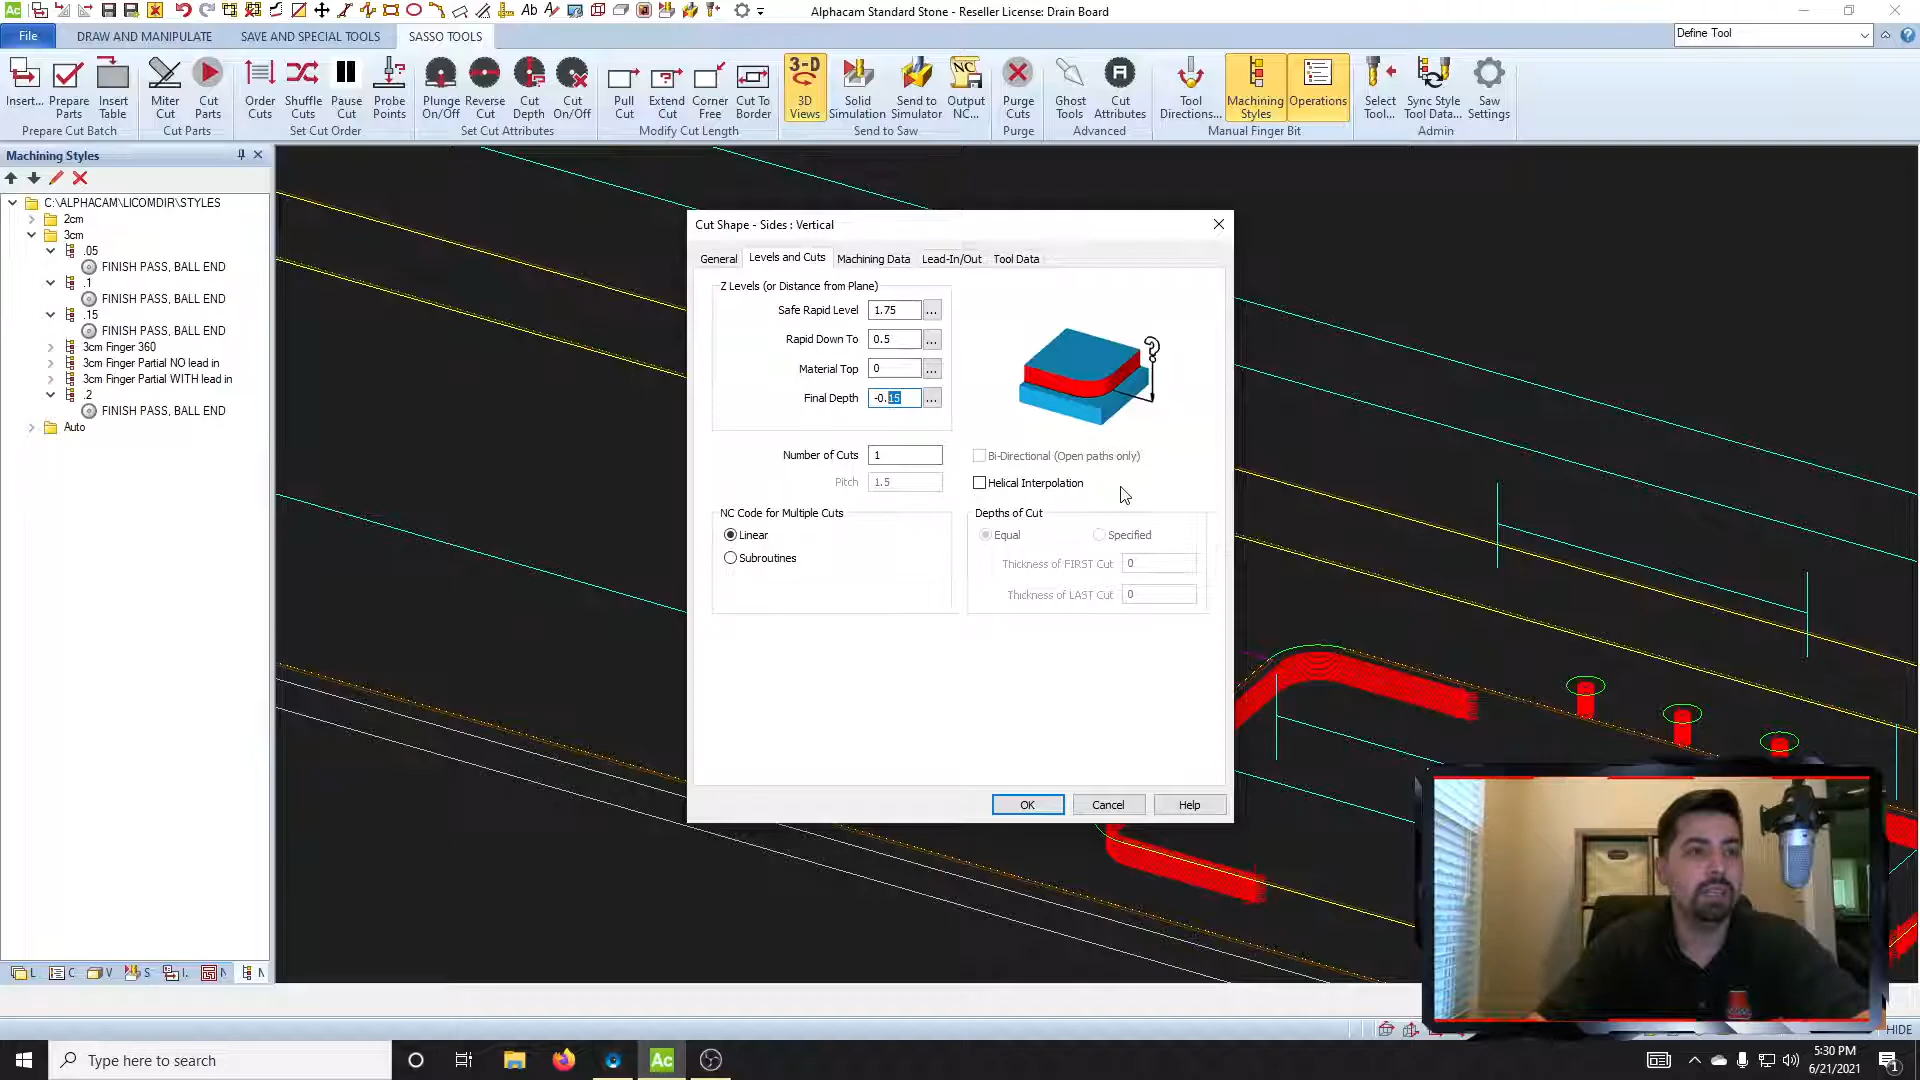 Alphacam Standard Stone - Reseller License: Drain Board
File DRAW AND MANIPULATE SAVE AND SPECIAL TOOLS SASSO TOOLS
Define Tool
3-D NC
Insert... Prepare Parts Insert Table Miter Cut Cut Parts Order Cuts Shuffle Cuts Pause Cut Probe Points Plunge On/Off Reverse Cut Cut Depth Cut On/Off Pull Cut Extend Cut Corner Free Cut To Border 3D Views Solid Simulation Send to Simulator Output NC... Purge Cuts Ghost Tools Cut Attributes Tool Directions... Machining Styles Operations Select Tool... Sync Style Tool Data... Saw Settings
Prepare Cut Batch Cut Parts Set Cut Order Set Cut Attributes Modify Cut Length Send to Saw Purge Advanced Manual Finger Bit Admin
Machining Styles
C:\ALPHACAM\LICOMDIR\STYLES
2cm
3cm
.05
FINISH PASS, BALL END
.1
FINISH PASS, BALL END
.15
FINISH PASS, BALL END
3cm Finger 360
3cm Finger Partial NO lead in
3cm Finger Partial WITH lead in
.2
FINISH PASS, BALL END
Auto
Cut Shape - Sides : Vertical
General Levels and Cuts Machining Data Lead-In/Out Tool Data
Z Levels (or Distance from Plane)
Safe Rapid Level 1.75 ...
Rapid Down To 0.5 ...
Material Top 0 ...
Final Depth -0.15 ...
Number of Cuts 1
Bi-Directional (Open paths only)
Pitch 1.5
Helical Interpolation
NC Code for Multiple Cuts
Linear
Subroutines
Depths of Cut
Equal Specified
Thickness of FIRST Cut 0
Thickness of LAST Cut 0
OK Cancel Help
L C V S I. N
HIDE
Type here to search
Ac
5:30 PM
6/21/2021
1